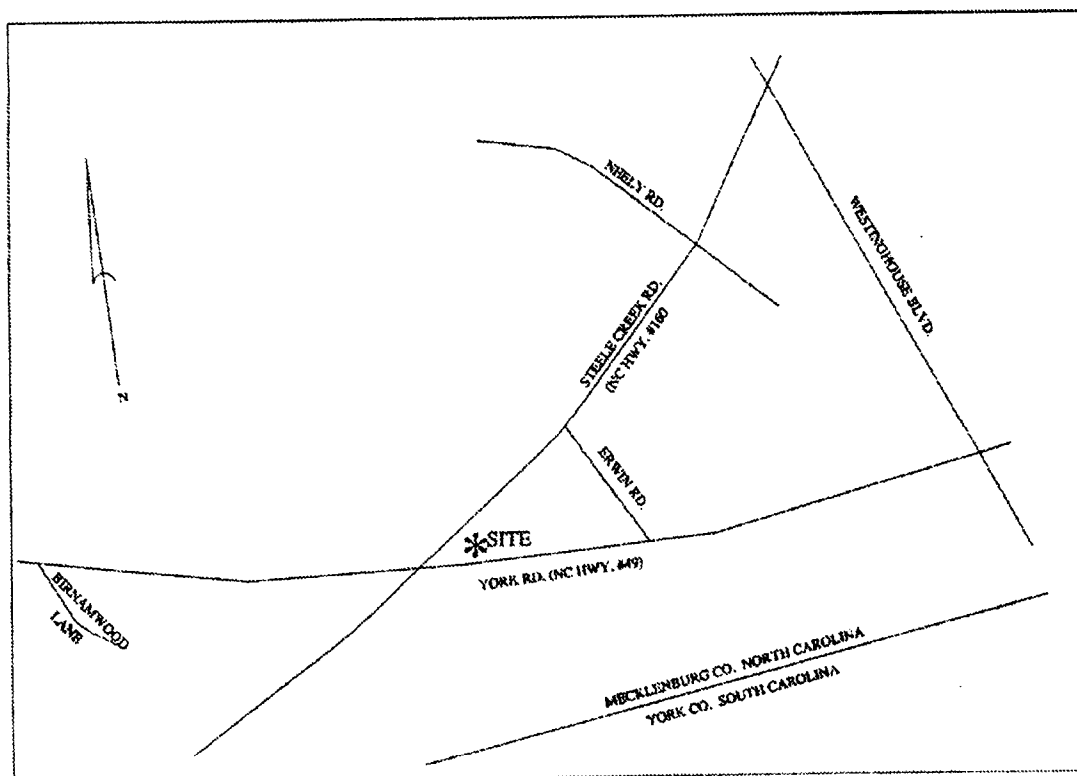 NHELY RD.
WESTINGHOUSE BLVD.
STEELE CREEK RD.
(NC HWY. #160
ERWIN RD.
*SITE
YORK RD. (NC HWY. #49)
BIRNAMWOOD
LANE
MECKLENBURG CO. NORTH CAROLINA
YORK CO. SOUTH CAROLINA
N